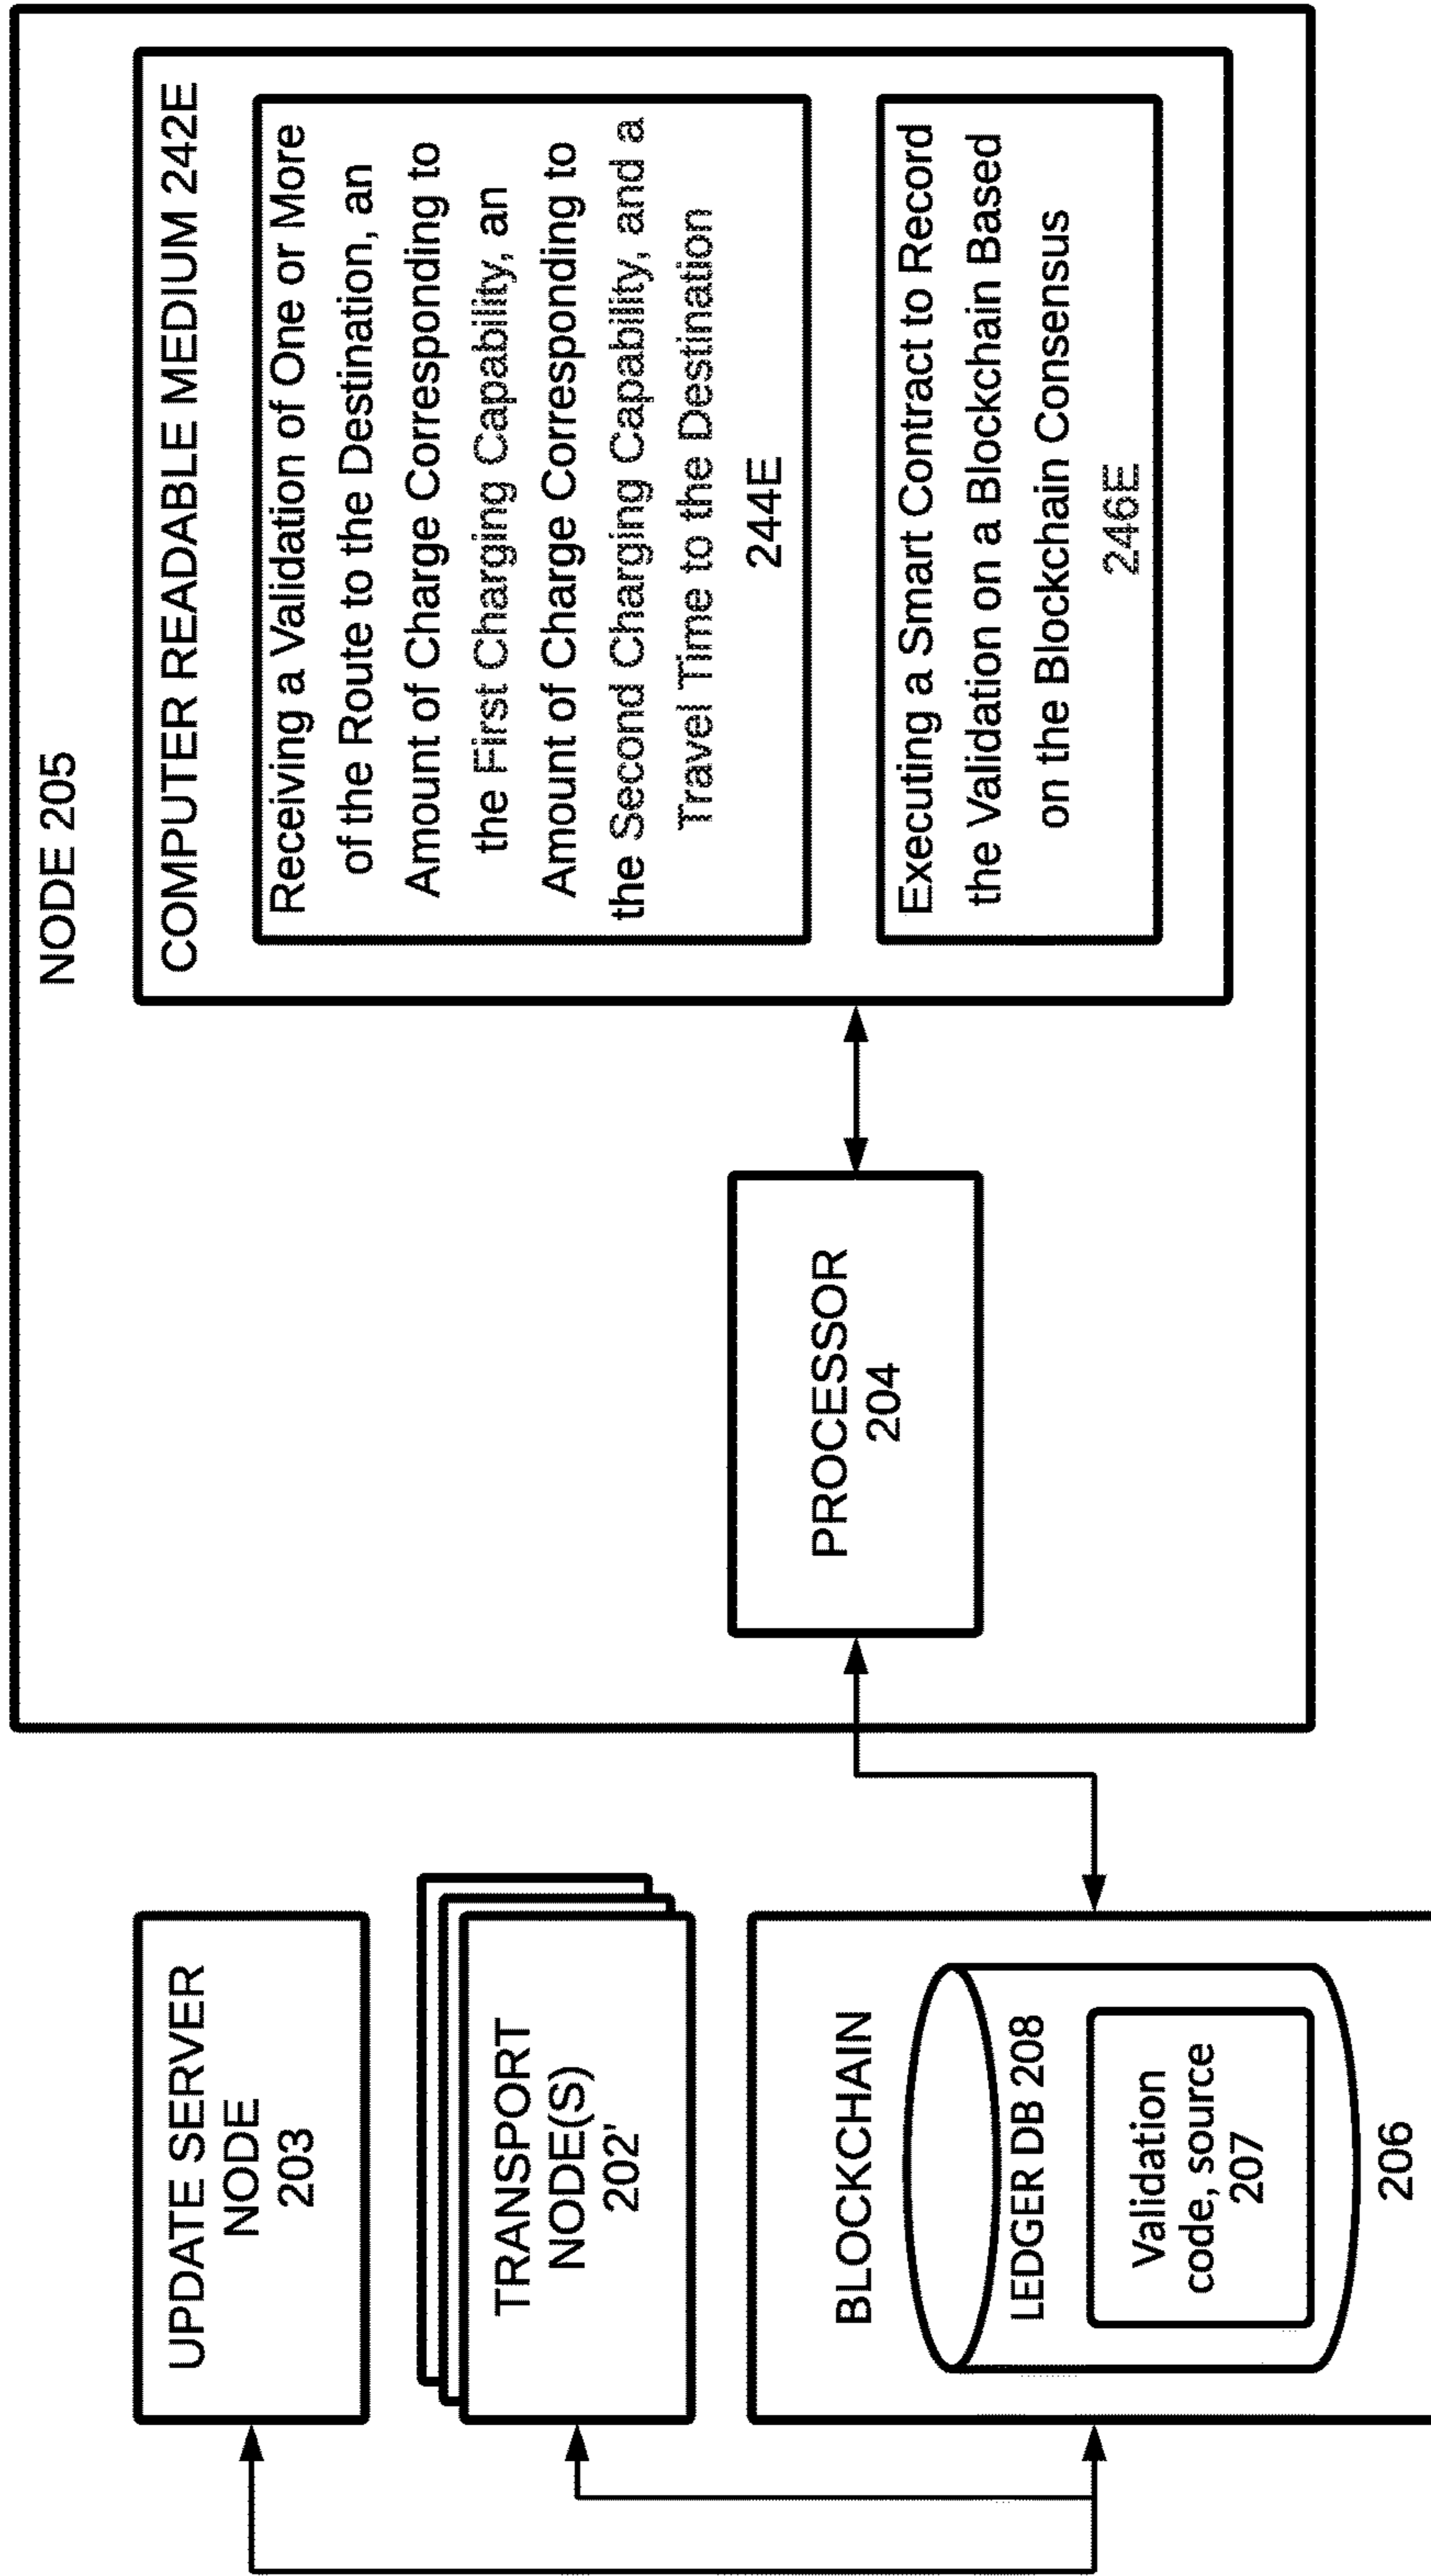 NODE 205
COMPUTER READABLE MEDIUM 242E
Receiving a Validation of One or More
of the Route to the Destination, an
Amount of Charge Corresponding to
the First Charging Capability, an
Amount of Charge Corresponding to
the Second Charging Capability, and a
Travel Time to the Destination
244E
Executing a Smart Contract to Record
the Validation on a Blockchain Based
on the Blockchain Consensus
246E
PROCESSOR
204
UPDATE SERVER
NODE
203
TRANSPORT
NODE(S)
202'
BLOCKCHAIN
LEDGER DB 208
Validation
code, source
207
206